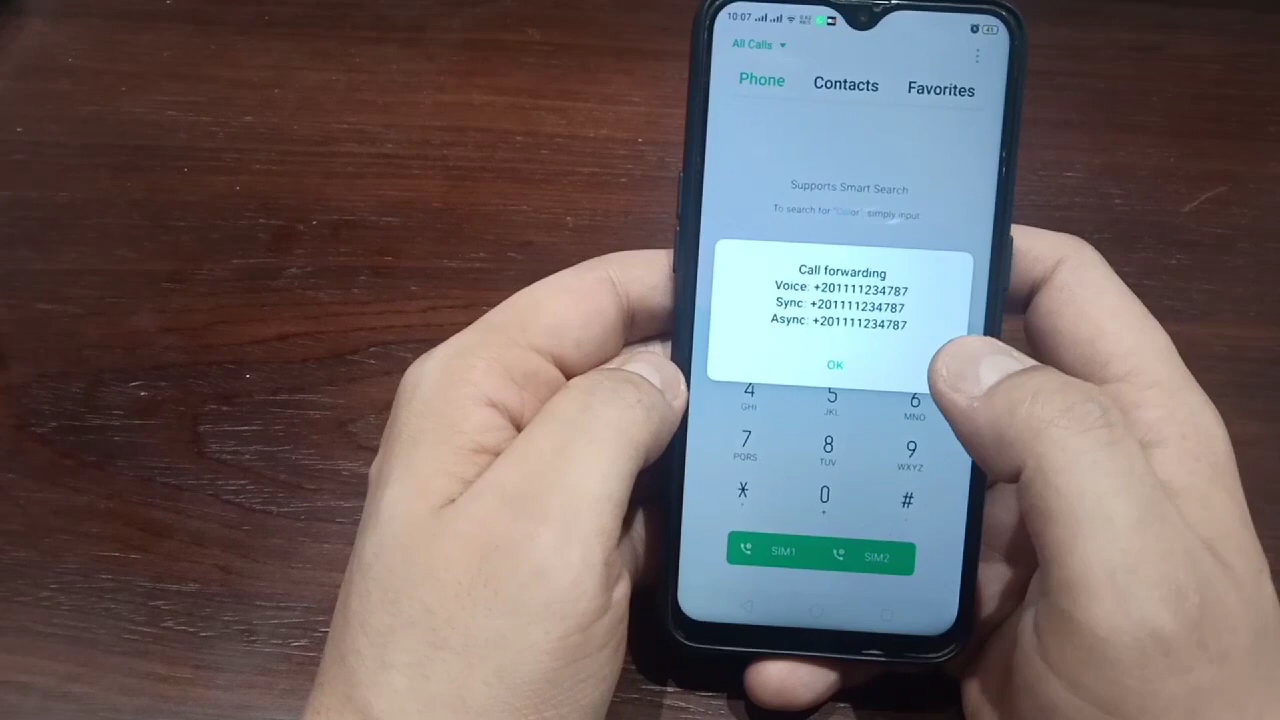 10:07
All Calls
Phone Contacts Favorites
Supports Smart Search
To search for "Color", simply input
Call forwarding
Voice: +201111234787
Sync: +201111234787
Async: +201111234787
OK
4 5 6
GHI JKL MNO
7 8 9
PQRS TUV WXYZ
* 0 #
+
SIM1 SIM2